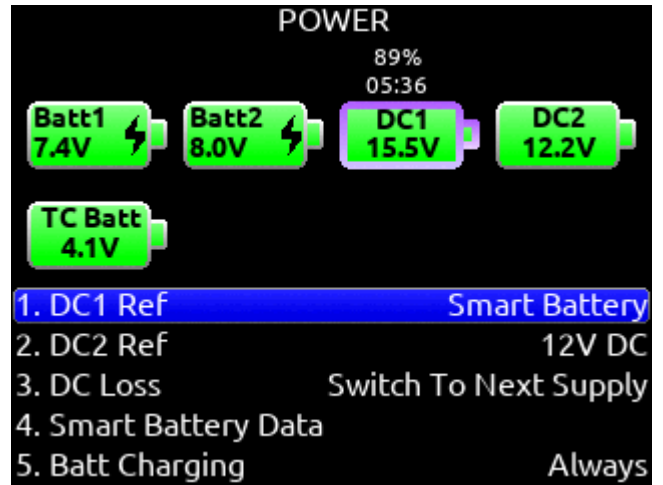 POWER
89%
05:36
Batt1 Batt2 DC1 DC2
7.4V 8.0V 15.5V 12.2V
TC Batt
4.1V
1. DC1 Ref Smart Battery
2. DC2 Ref 12V DC
3. DC Loss Switch To Next Supply
4. Smart Battery Data
5. Batt Charging Always